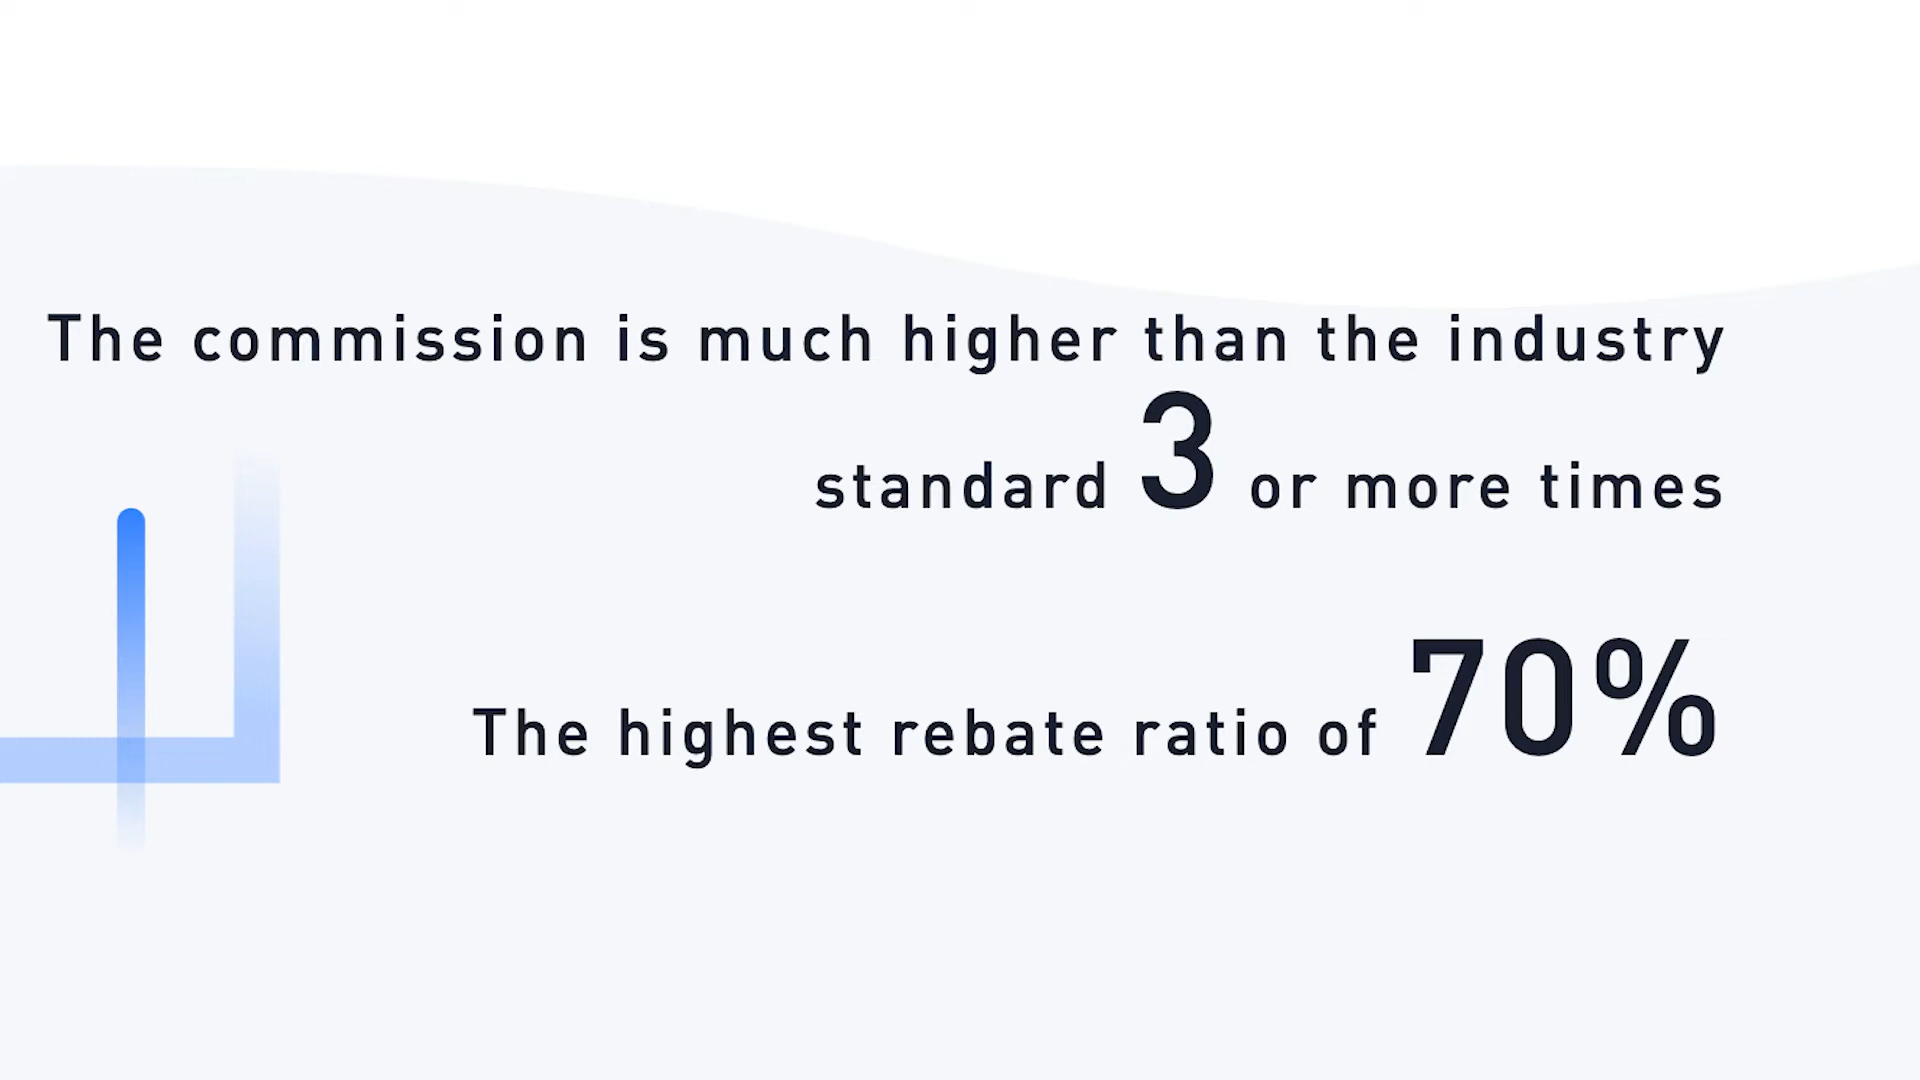 The commission is much higher than the industry
standard 3 or more times
The highest rebate ratio of 70%